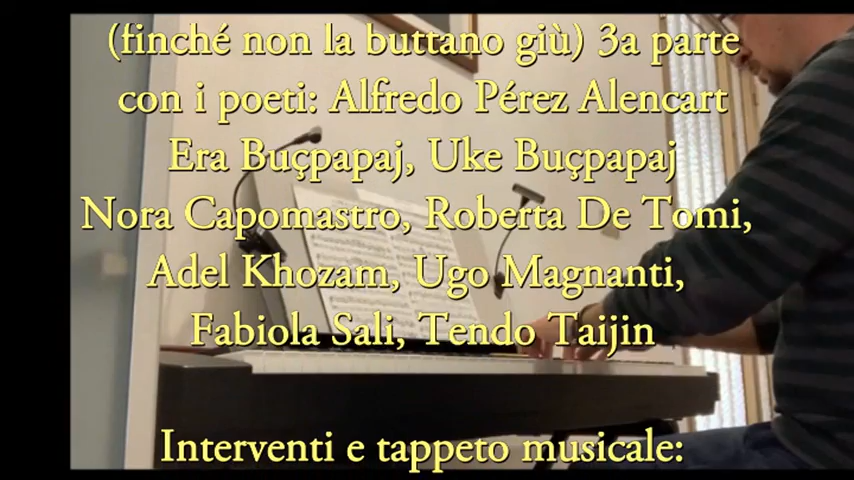 (finché non la buttano giù) 3a parte
con i poeti: Alfredo Pérez Alencart
Era Buçpapaj, Uke Buçpapaj
Nora Capomastro, Roberta De Tomi,
Adel Khozam, Ugo Magnanti,
Fabiola Sali, Tendo Taijin
Interventi e tappeto musicale: